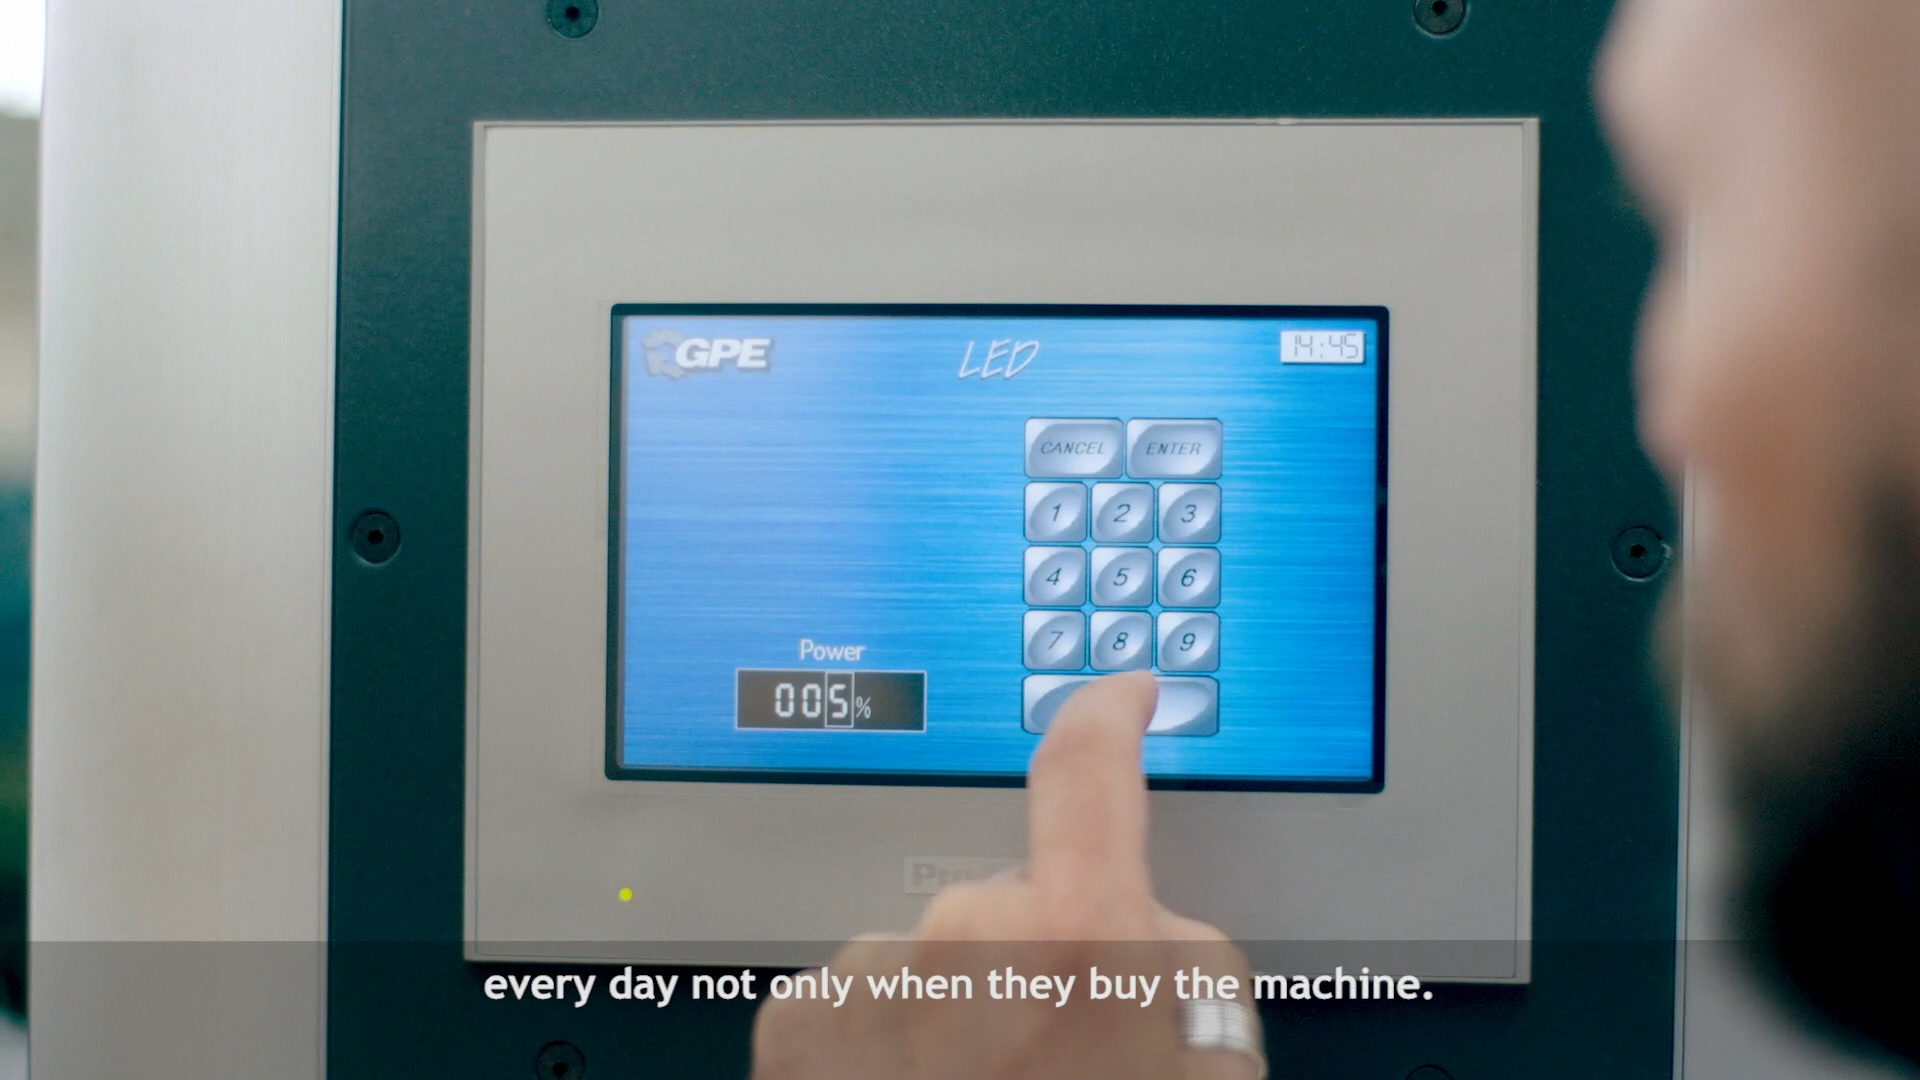 GPE
LED
14:45
CANCEL ENTER
1 2 3
4 5 6
7 8 9
Power
005%
every day not only when they buy the machine.